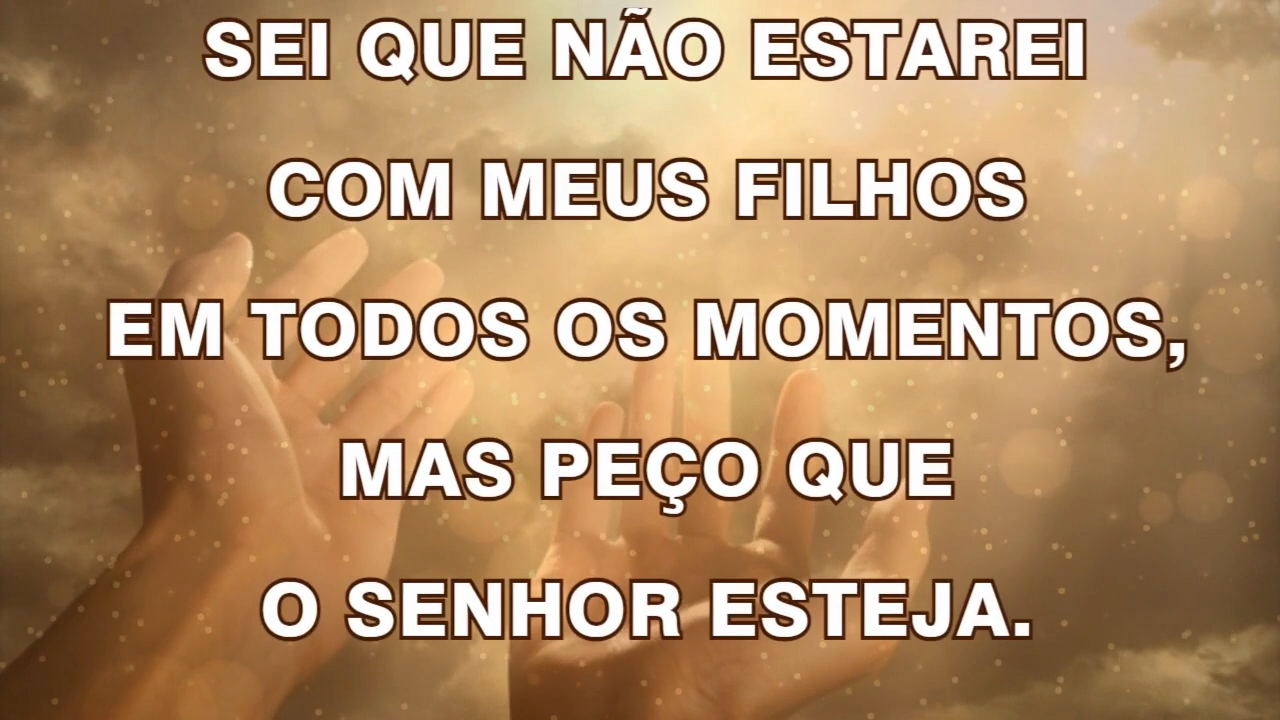 SEI QUE NÃO ESTAREI
COM MEUS FILHOS
EM TODOS OS MOMENTOS,
MAS PEÇO QUE
O SENHOR ESTEJA.